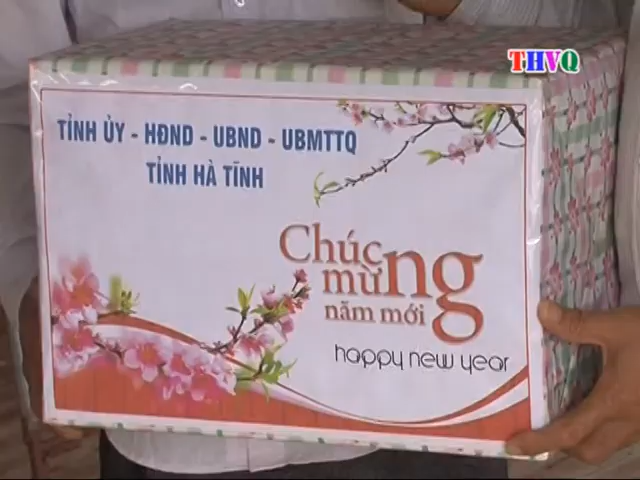 THVQ
TỈNH ỦY - HĐND - UBND - UBMTTQ
TỈNH HÀ TĨNH
Chúc
mừng
năm mới
happy new year